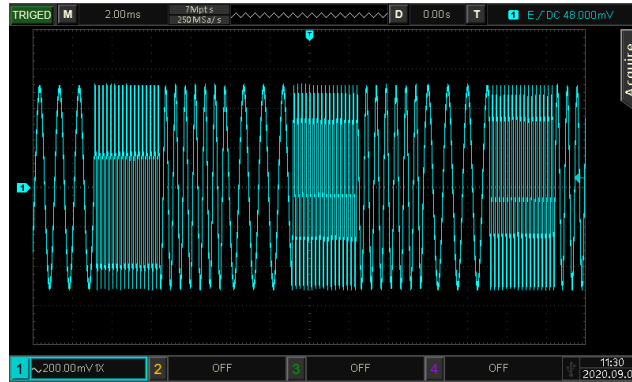 TRIGED M 2.00ms 7Mpts 250MSa/s D 0.00s T 1 E DC 48.000mV
T
Acquire
1
1 200.00mV 1X 2 OFF 3 OFF 4 OFF 11:30
2020.09.0